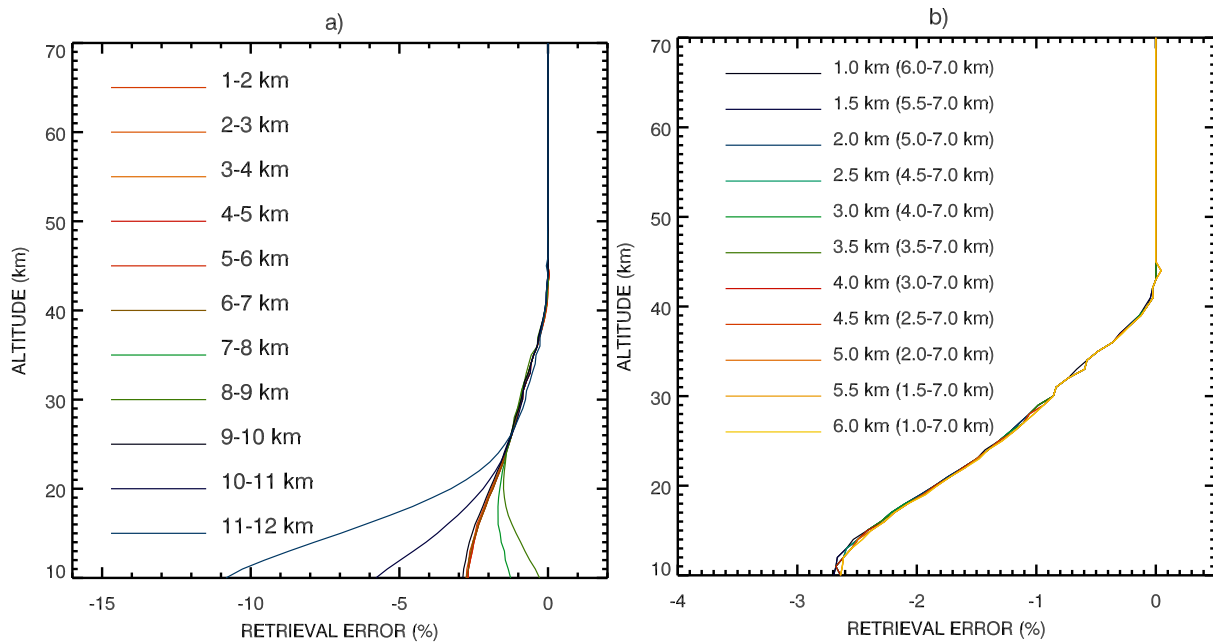 a)
70
60
50
40
30
20
10
ALTITUDE (km)
1-2 km
2-3 km
3-4 km
4-5 km
5-6 km
6-7 km
7-8 km
8-9 km
9-10 km
10-11 km
11-12 km
-15
-10
-5
0
RETRIEVAL ERROR (%)
b)
70
60
50
40
30
20
10
ALTITUDE (km)
1.0 km (6.0-7.0 km)
1.5 km (5.5-7.0 km)
2.0 km (5.0-7.0 km)
2.5 km (4.5-7.0 km)
3.0 km (4.0-7.0 km)
3.5 km (3.5-7.0 km)
4.0 km (3.0-7.0 km)
4.5 km (2.5-7.0 km)
5.0 km (2.0-7.0 km)
5.5 km (1.5-7.0 km)
6.0 km (1.0-7.0 km)
-4
-3
-2
-1
0
RETRIEVAL ERROR (%)